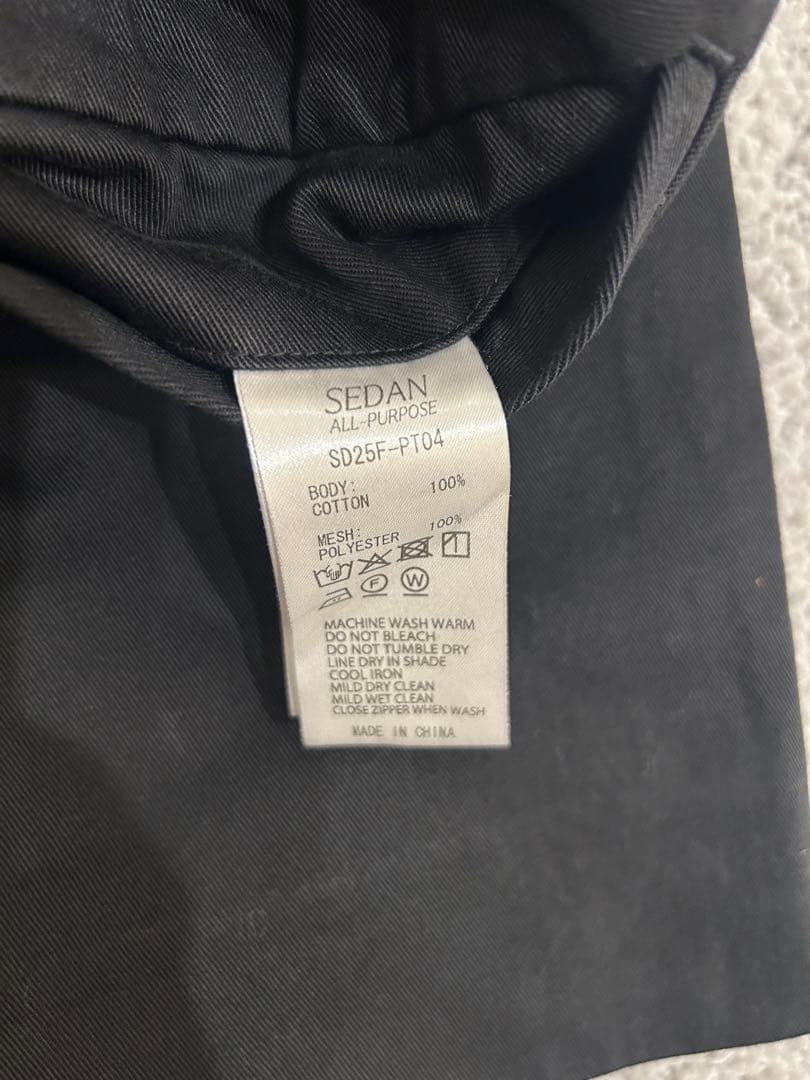 SEDAN
ALL-PURPOSE
SD25F-PT04
BODY:
COTTON 100%
MESH:
POLYESTER 100%
F W
MACHINE WASH WARM
DO NOT BLEACH
DO NOT TUMBLE DRY
LINE DRY IN SHADE
COOL IRON
MILD DRY CLEAN
MILD WET CLEAN
CLOSE ZIPPER WHEN WASH
MADE IN CHINA